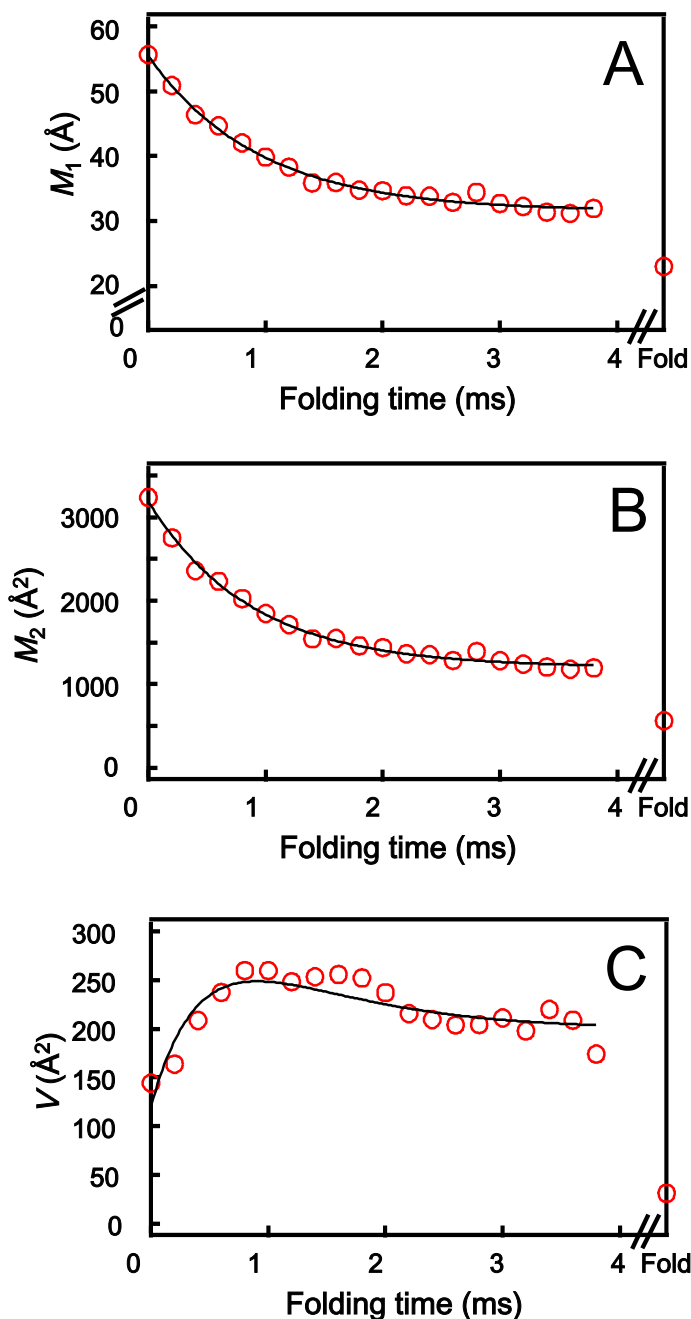 A
60
50
40
30
20
0
M1 (Å)
0 1 2 3 4 Fold
Folding time (ms)
B
3000
2000
1000
0
M2 (Å²)
0 1 2 3 4 Fold
Folding time (ms)
C
300
250
200
150
100
50
0
V (Å²)
0 1 2 3 4 Fold
Folding time (ms)